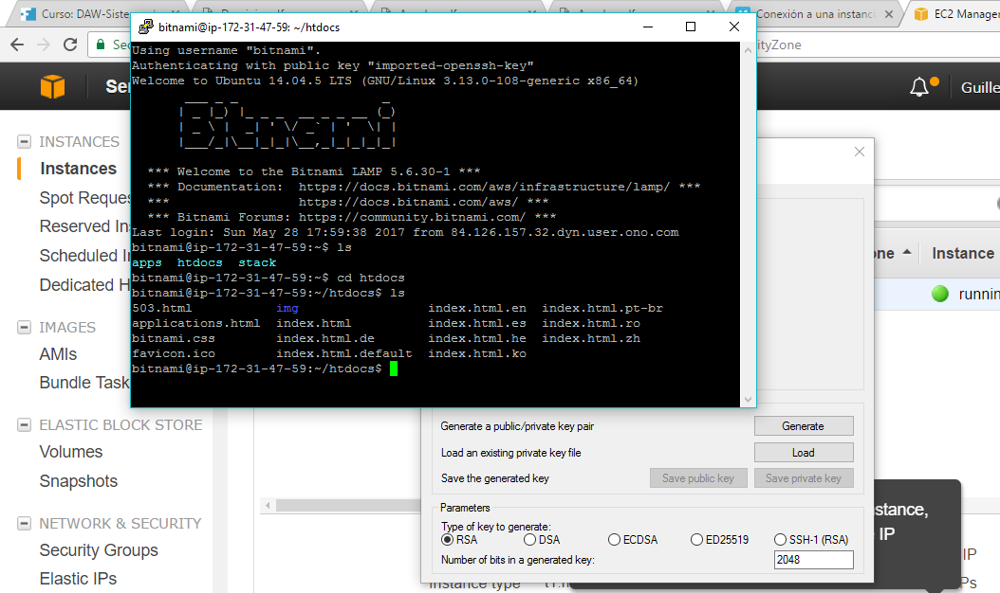 Curso: DAW-Siste
Conexión a una instanc
EC2 Manager
bitnami@ip-172-31-47-59: ~/htdocs
Using username "bitnami".
Authenticating with public key "imported-openssh-key"
Welcome to Ubuntu 14.04.5 LTS (GNU/Linux 3.13.0-108-generic x86_64)
Bitnami
*** Welcome to the Bitnami LAMP 5.6.30-1 ***
*** Documentation:  https://docs.bitnami.com/aws/infrastructure/lamp/ ***
***                 https://docs.bitnami.com/aws/ ***
*** Bitnami Forums: https://community.bitnami.com/ ***
Last login: Sun May 28 17:59:38 2017 from 84.126.157.32.dyn.user.ono.com
bitnami@ip-172-31-47-59:~$ ls
apps  htdocs  stack
bitnami@ip-172-31-47-59:~$ cd htdocs
bitnami@ip-172-31-47-59:~/htdocs$ ls
503.html           img                 index.html.en  index.html.pt-br
applications.html  index.html          index.html.es  index.html.ro
bitnami.css        index.html.de       index.html.he  index.html.zh
favicon.ico        index.html.default  index.html.ko
bitnami@ip-172-31-47-59:~/htdocs$
Sec
ityZone
Ser
Guille
INSTANCES
Instances
Spot Reques
Reserved Ins
Scheduled I
Dedicated H
IMAGES
AMIs
Bundle Task
ELASTIC BLOCK STORE
Volumes
Snapshots
NETWORK & SECURITY
Security Groups
Elastic IPs
one
Instance
runnin
Generate a public/private key pair
Generate
Load an existing private key file
Load
Save the generated key
Save public key
Save private key
Parameters
Type of key to generate:
RSA
DSA
ECDSA
ED25519
SSH-1 (RSA)
Number of bits in a generated key:
2048
stance,
IP
IP
Ps
Instance type